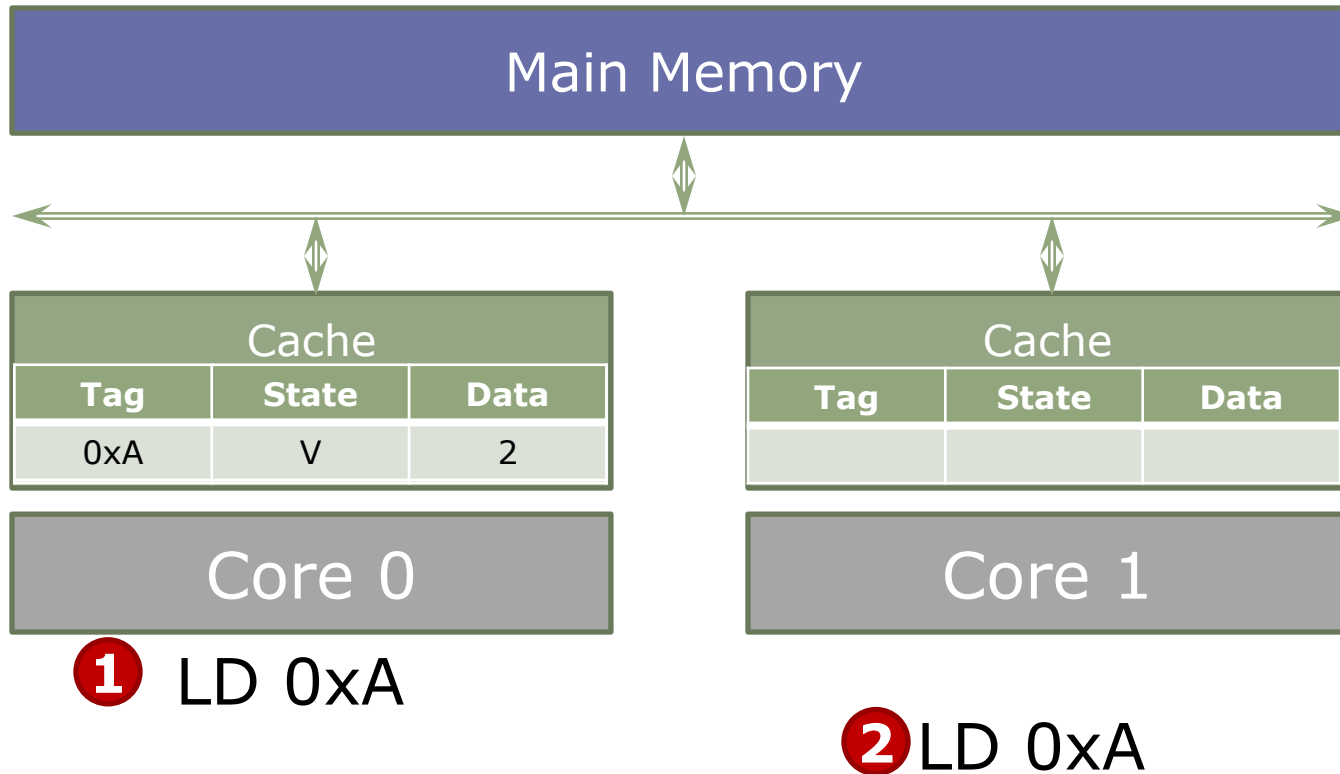 Main Memory
Cache
Tag State Data
0xA V 2
Core 0
1 LD 0xA
Cache
Tag State Data
Core 1
2 LD 0xA